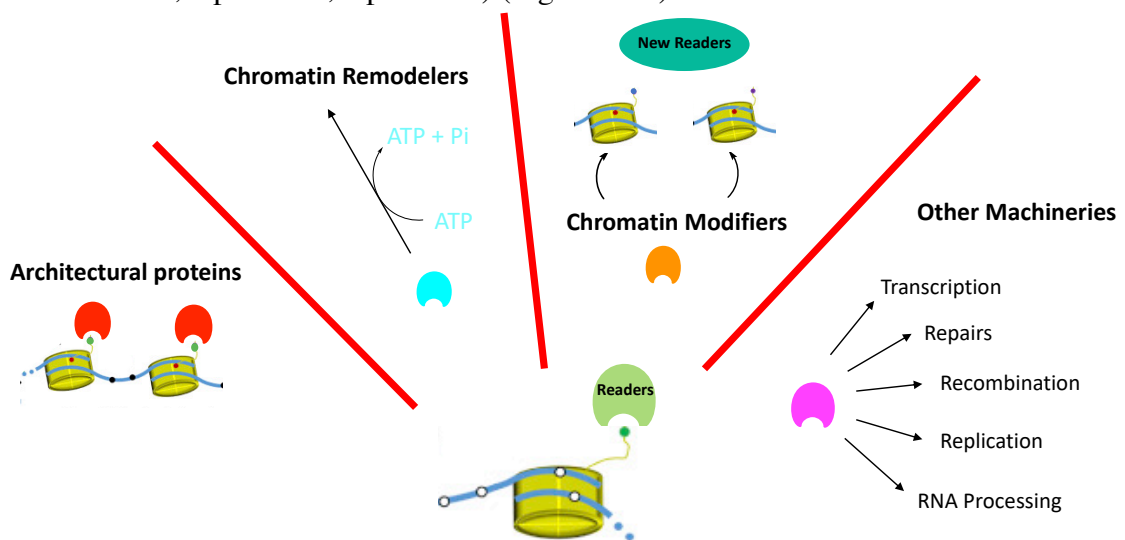 New Readers
Chromatin Remodelers
ATP + Pi
ATP
Chromatin Modifiers
Other Machineries
Architectural proteins
Transcription
Repairs
Readers
Recombination
Replication
RNA Processing